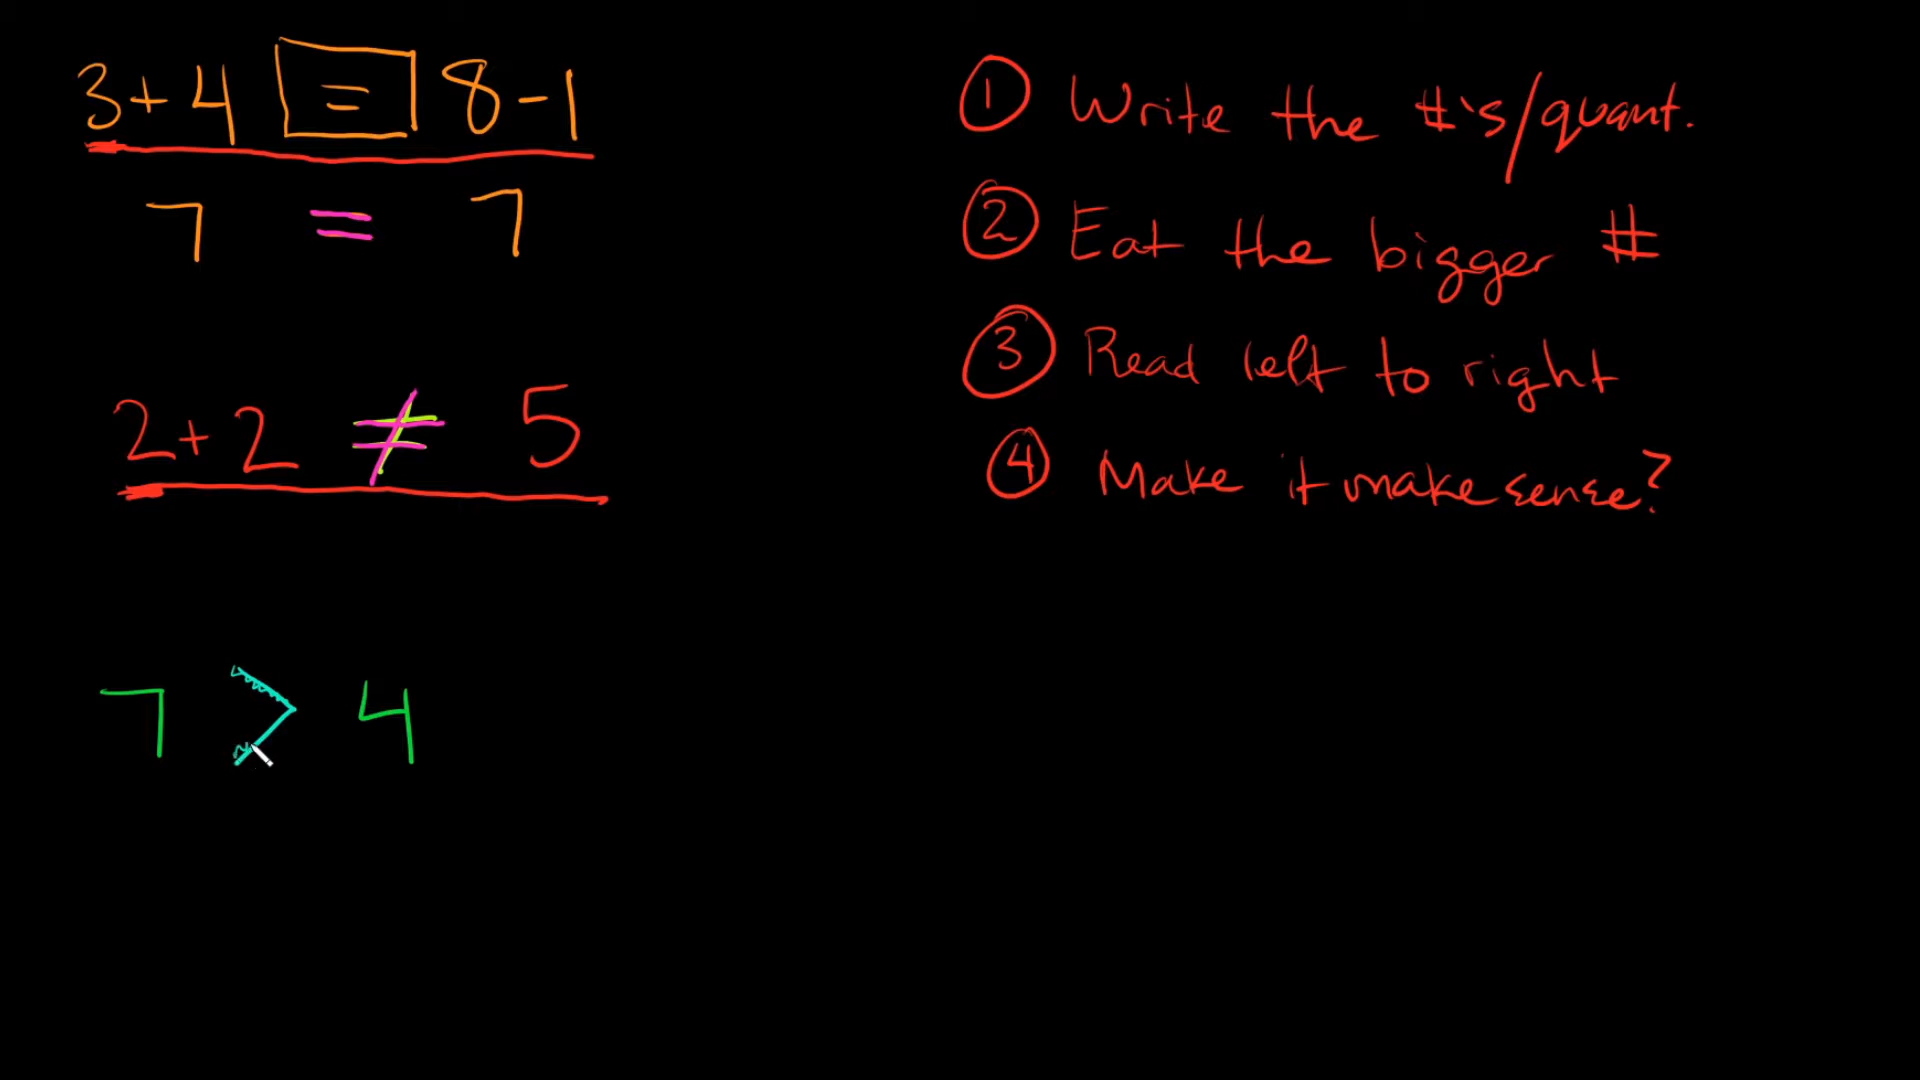 3+4 = 8-1
7 = 7
2+2 ≠ 5
7 > 4
① Write the #'s/quant.
② Eat the bigger #
③ Read left to right
④ Make it make sense?